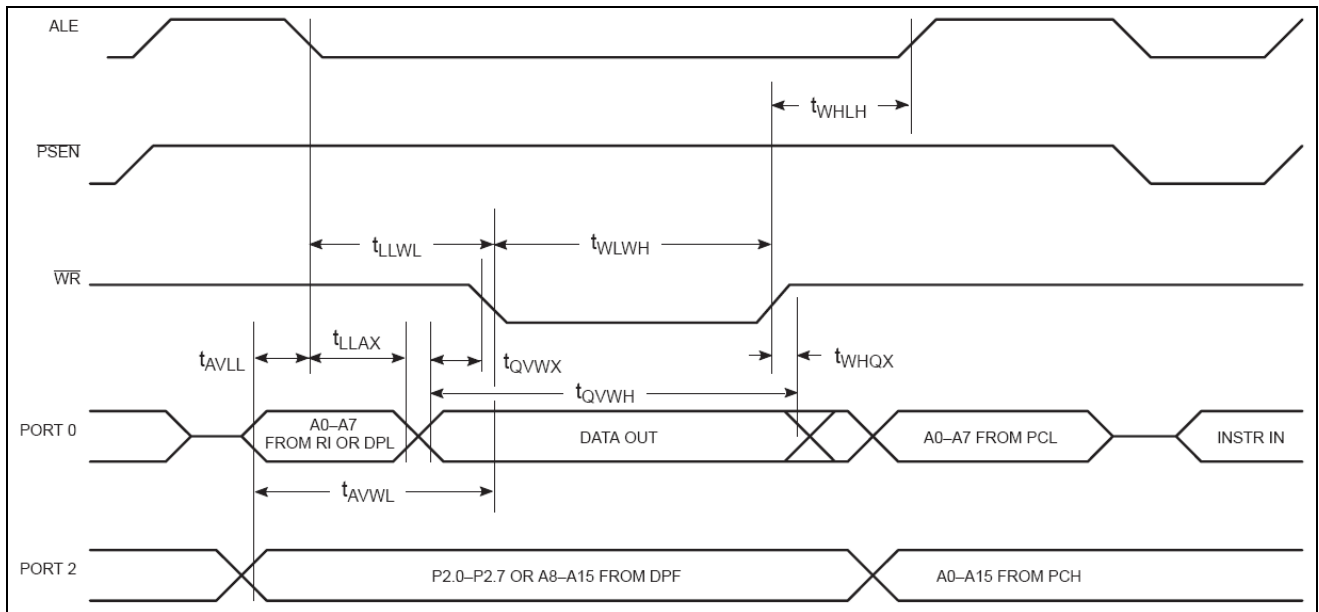 ALE
tWHLH
PSEN
tLLWL
tWLWH
WR
tAVLL
tLLAX
tQVWX
tWHQX
tQVWH
PORT 0
A0–A7
FROM RI OR DPL
DATA OUT
A0–A7 FROM PCL
INSTR IN
tAVWL
PORT 2
P2.0–P2.7 OR A8–A15 FROM DPF
A0–A15 FROM PCH